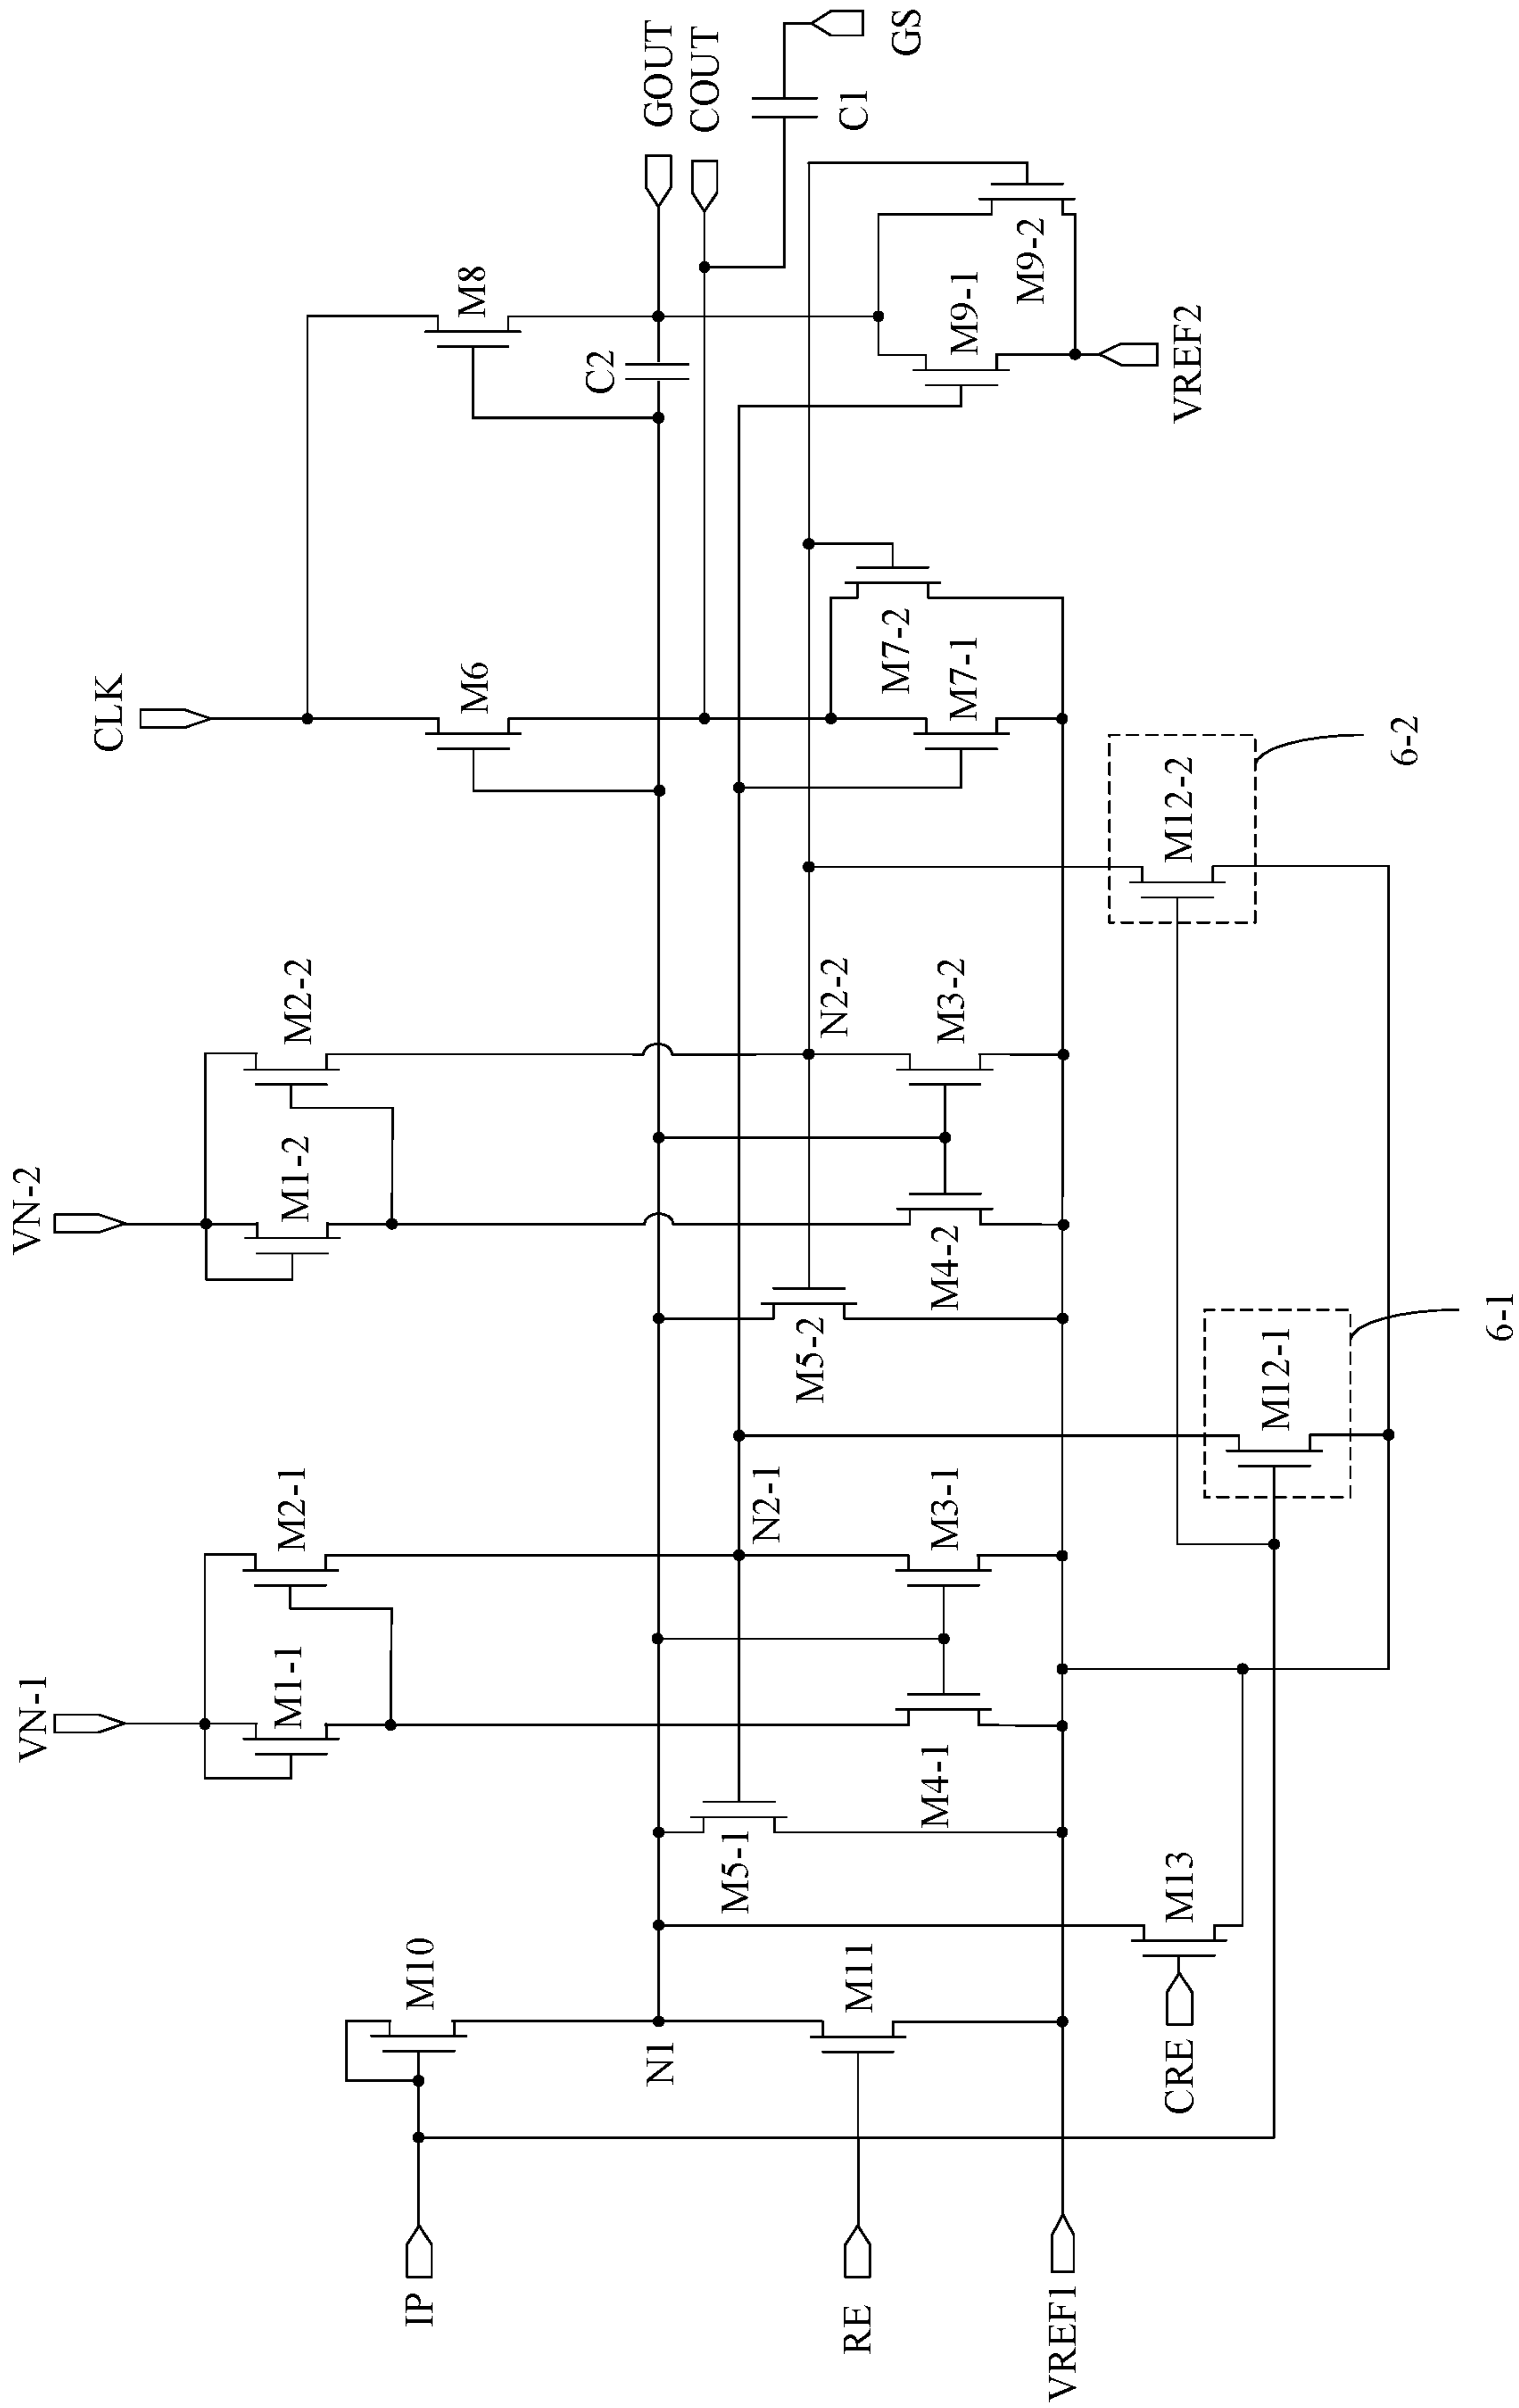 VN-1
VN-2
CLK
M1-1
M2-1
M1-2
M2-2
M6
M8
IP
M10
C2
GOUT
COUT
N1
M5-1
N2-1
M5-2
N2-2
C1
GS
RE
M11
M4-1
M3-1
M4-2
M3-2
M7-2
M7-1
M9-1
M9-2
VREF1
CRE
M13
M12-1
M12-2
VREF2
6-1
6-2